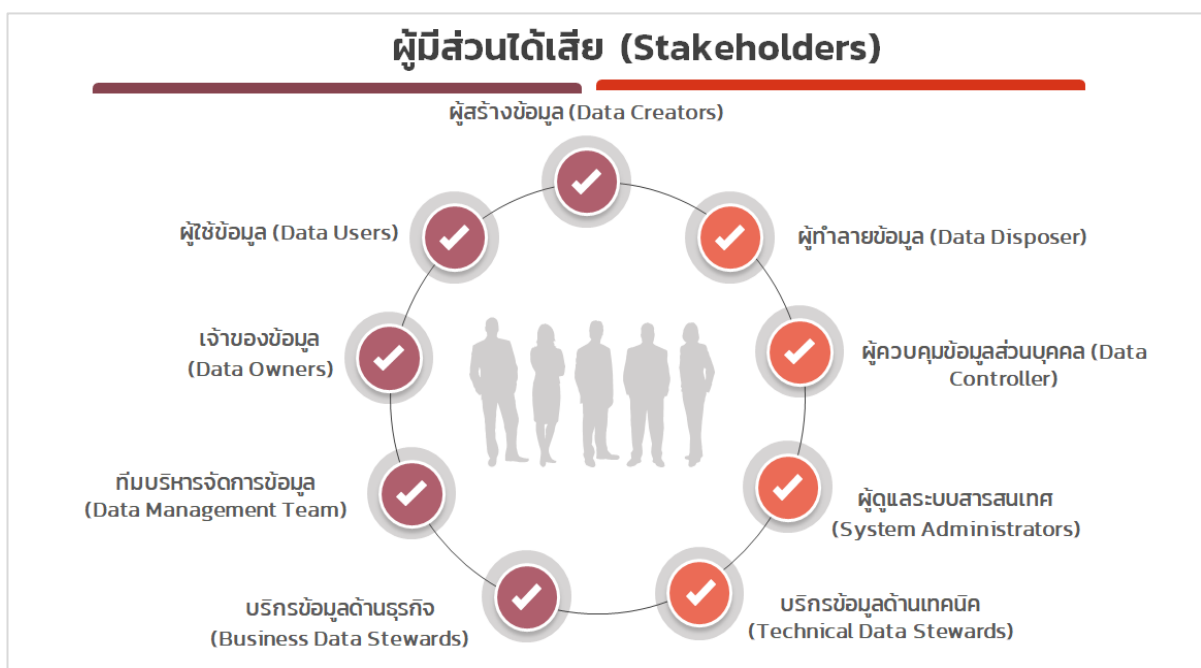 ผู้มีส่วนได้เสีย (Stakeholders)
ผู้สร้างข้อมูล (Data Creators)
ผู้ใช้ข้อมูล (Data Users)
ผู้ทำลายข้อมูล (Data Disposer)
เจ้าของข้อมูล
(Data Owners)
ผู้ควบคุมข้อมูลส่วนบุคคล (Data
Controller)
ทีมบริหารจัดการข้อมูล
(Data Management Team)
ผู้ดูแลระบบสารสนเทศ
(System Administrators)
บริกรข้อมูลด้านธุรกิจ
(Business Data Stewards)
บริกรข้อมูลด้านเทคนิค
(Technical Data Stewards)